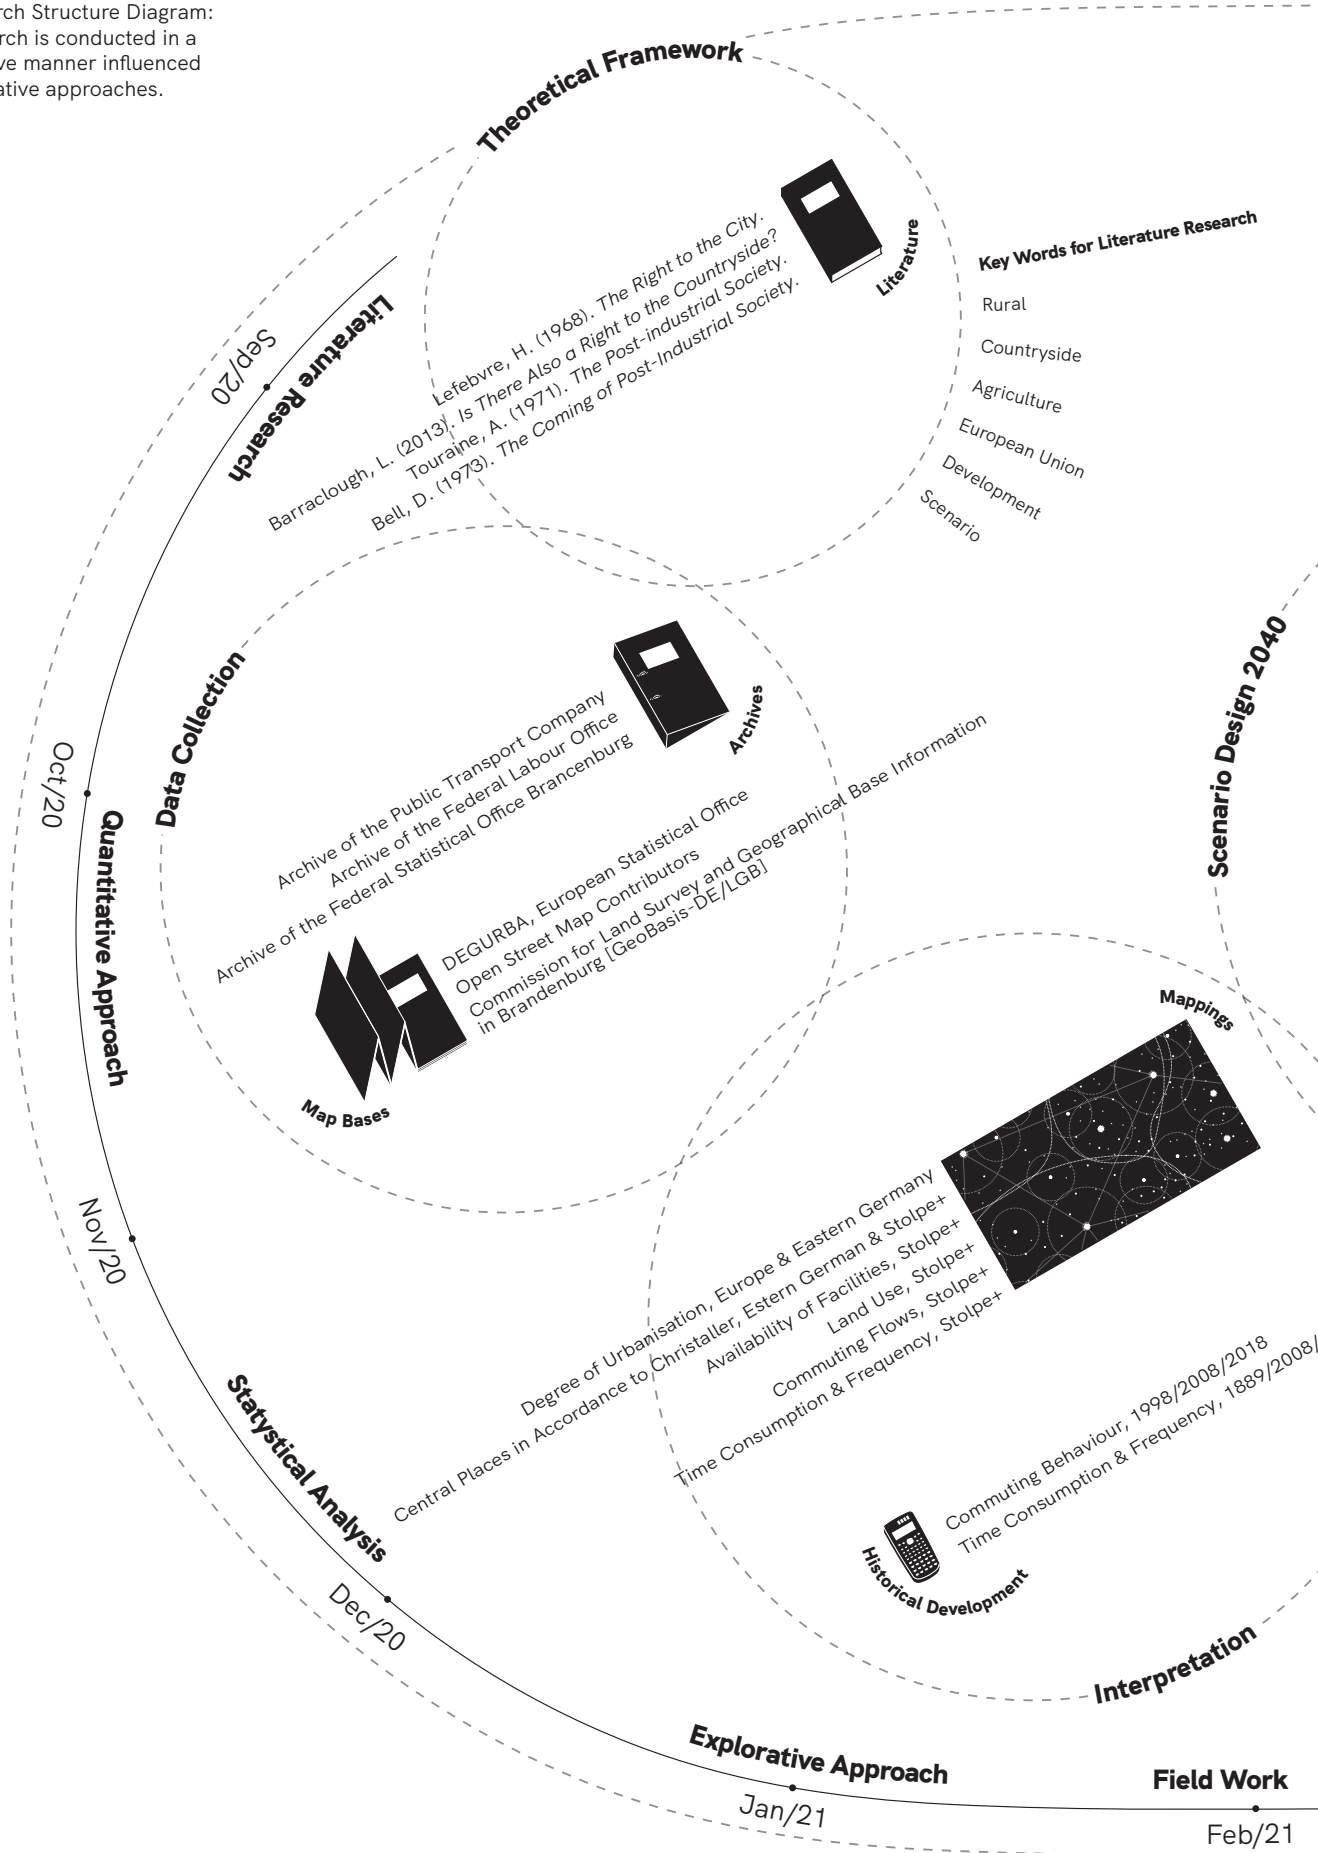 rch Structure Diagram:
rch is conducted in a
ve manner influenced
ative approaches.
Theoretical Framework
Literature
Lefebvre, H. (1968). The Right to the City.
Barraclough, L. (2013). Is There Also a Right to the Countryside?
Touraine, A. (1971). The Post-industrial Society.
Bell, D. (1973). The Coming of Post-Industrial Society.
Key Words for Literature Research
Rural
Countryside
Agriculture
European Union
Development
Scenario
Literature Research
Sep/20
Data Collection
Archives
Archive of the Public Transport Company
Archive of the Federal Labour Office
Archive of the Federal Statistical Office Brancenburg
DEGURBA, European Statistical Office
Open Street Map Contributors
Commission for Land Survey and Geographical Base Information
in Brandenburg [GeoBasis-DE/LGB]
Map Bases
Scenario Design 2040
Oct/20
Quantitative Approach
Mappings
Degree of Urbanisation, Europe & Eastern Germany
Central Places in Accordance to Christaller, Estern German & Stolpe+
Availability of Facilities, Stolpe+
Land Use, Stolpe+
Commuting Flows, Stolpe+
Time Consumption & Frequency, Stolpe+
Nov/20
Statystical Analysis
Commuting Behaviour, 1998/2008/2018
Time Consumption & Frequency, 1889/2008/
Historical Development
Dec/20
Interpretation
Explorative Approach
Jan/21
Field Work
Feb/21